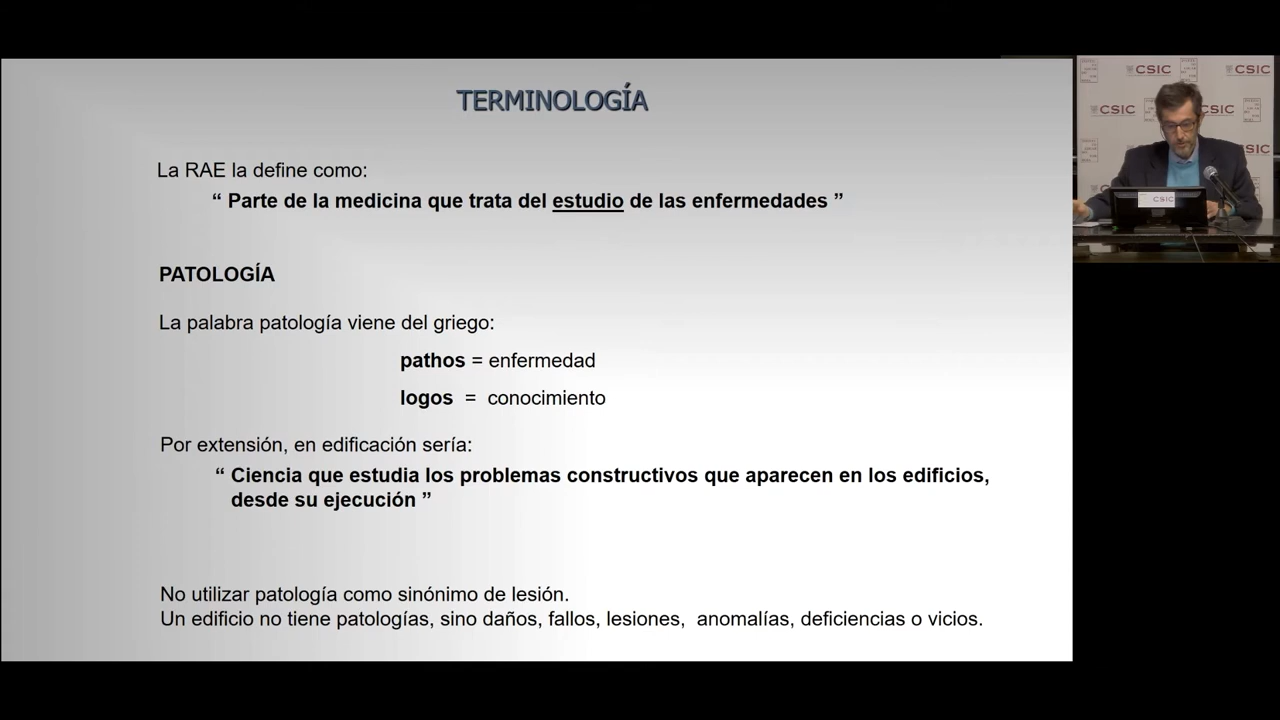 TERMINOLOGÍA
La RAE la define como:
“ Parte de la medicina que trata del estudio de las enfermedades ”
PATOLOGÍA
La palabra patología viene del griego:
pathos = enfermedad
logos = conocimiento
Por extensión, en edificación sería:
“ Ciencia que estudia los problemas constructivos que aparecen en los edificios,
desde su ejecución ”
No utilizar patología como sinónimo de lesión.
Un edificio no tiene patologías, sino daños, fallos, lesiones, anomalías, deficiencias o vicios.
CSIC
CSIC
CSIC
CSIC
CSIC